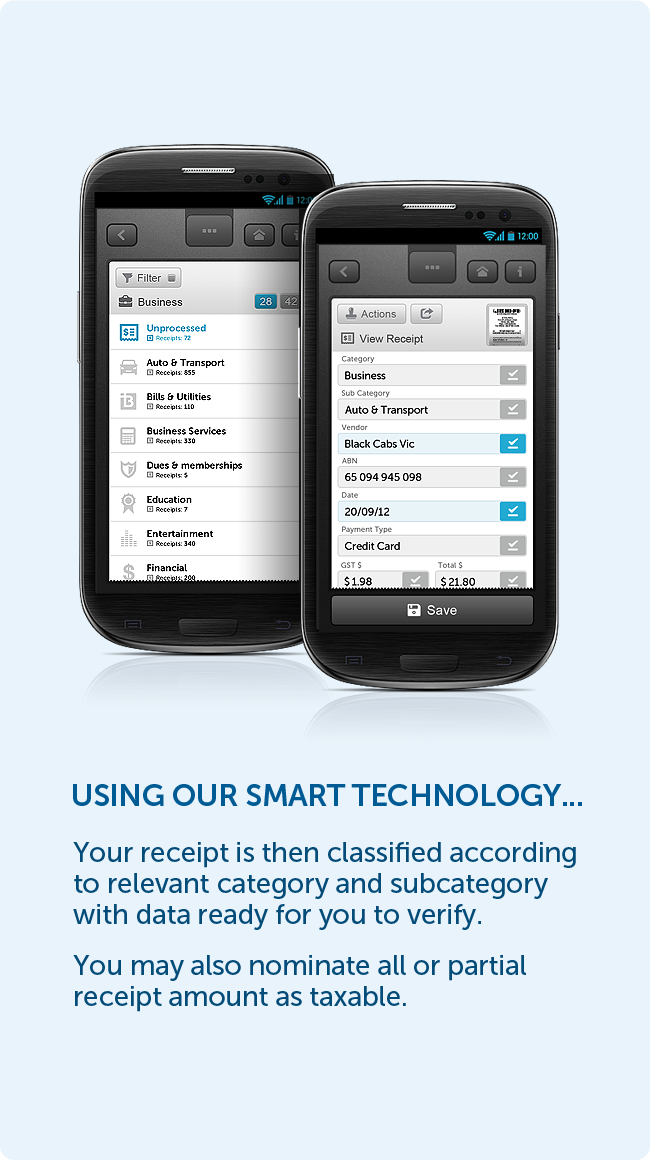 12:0
Filter
Business
28
42
Unprocessed
Receipts: 72
Auto & Transport
Receipts: 855
Bills & Utilities
Receipts: 110
Business Services
Receipts: 330
Dues & memberships
Receipts: 5
Education
Receipts: 7
Entertainment
Receipts: 340
Financial
Receipts: 200
12:00
Actions
View Receipt
Category
Business
Sub Category
Auto & Transport
Vendor
Black Cabs Vic
ABN
65 094 945 098
Date
20/09/12
Payment Type
Credit Card
GST $ Total $
$1.98 $21.80
Save
USING OUR SMART TECHNOLOGY...
Your receipt is then classified according
to relevant category and subcategory
with data ready for you to verify.
You may also nominate all or partial
receipt amount as taxable.